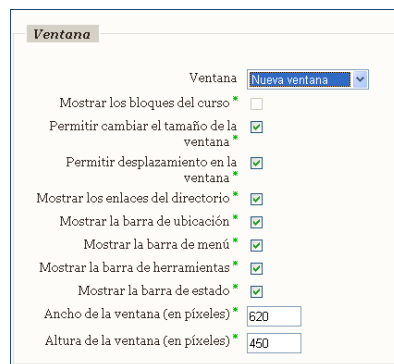 Ventana
Ventana Nueva ventana
Mostrar los bloques del curso *
Permitir cambiar el tamaño de la
ventana *
Permitir desplazamiento en la
ventana *
Mostrar los enlaces del directorio *
Mostrar la barra de ubicación *
Mostrar la barra de menú *
Mostrar la barra de herramientas *
Mostrar la barra de estado *
Ancho de la ventana (en píxeles) * 620
Altura de la ventana (en píxeles) * 450